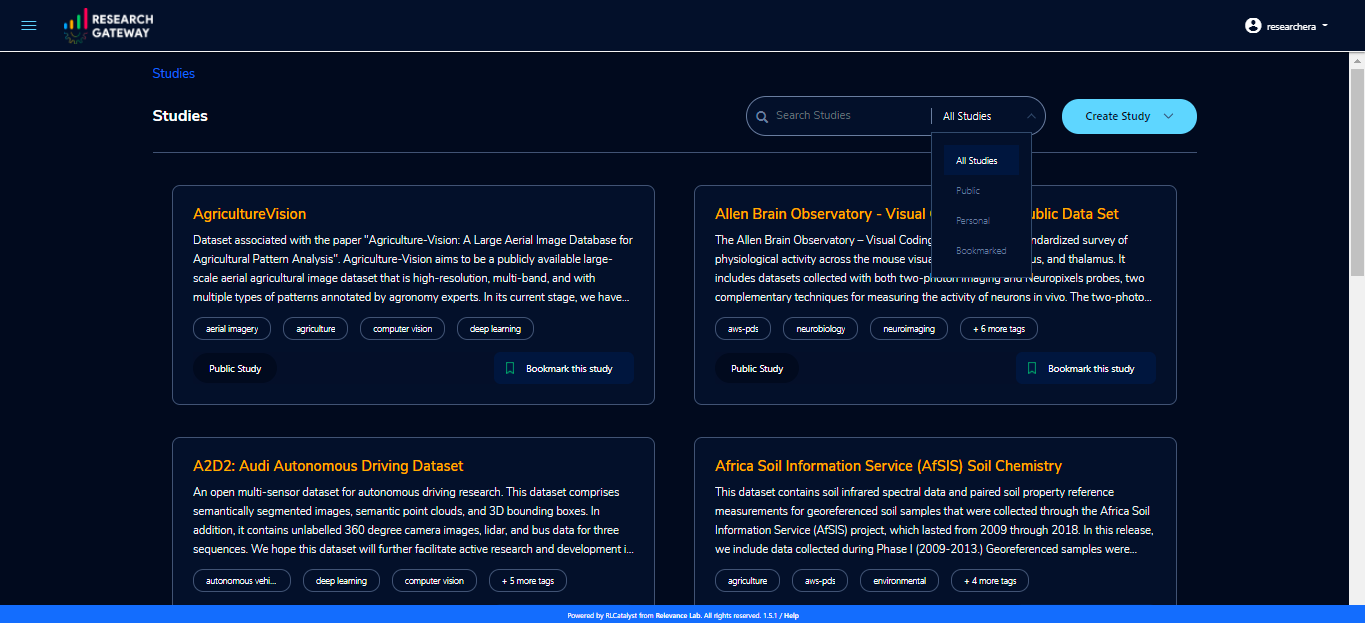 RESEARCH
GATEWAY
researchera
Studies
Studies
Search Studies
All Studies
Create Study
All Studies
Public
Personal
Bookmarked
AgricultureVision
Dataset associated with the paper "Agriculture-Vision: A Large Aerial Image Database for
Agricultural Pattern Analysis". Agriculture-Vision aims to be a publicly available large-
scale aerial agricultural image dataset that is high-resolution, multi-band, and with
multiple types of patterns annotated by agronomy experts. In its current stage, we have...
aerial imagery agriculture computer vision deep learning
Public Study Bookmark this study
Allen Brain Observatory - Visual ublic Data Set
The Allen Brain Observatory – Visual Coding ndardized survey of
physiological activity across the mouse visua us, and thalamus. It
includes datasets collected with both two-photon imaging and Neuropixels probes, two
complementary techniques for measuring the activity of neurons in vivo. The two-photo...
aws-pds neurobiology neuroimaging + 6 more tags
Public Study Bookmark this study
A2D2: Audi Autonomous Driving Dataset
An open multi-sensor dataset for autonomous driving research. This dataset comprises
semantically segmented images, semantic point clouds, and 3D bounding boxes. In
addition, it contains unlabelled 360 degree camera images, lidar, and bus data for three
sequences. We hope this dataset will further facilitate active research and development i...
autonomous vehi... deep learning computer vision + 5 more tags
Africa Soil Information Service (AfSIS) Soil Chemistry
This dataset contains soil infrared spectral data and paired soil property reference
measurements for georeferenced soil samples that were collected through the Africa Soil
Information Service (AfSIS) project, which lasted from 2009 through 2018. In this release,
we include data collected during Phase I (2009-2013.) Georeferenced samples were...
agriculture aws-pds environmental + 4 more tags
Powered by RLCatalyst from Relevance Lab. All rights reserved. 1.5.1 / Help